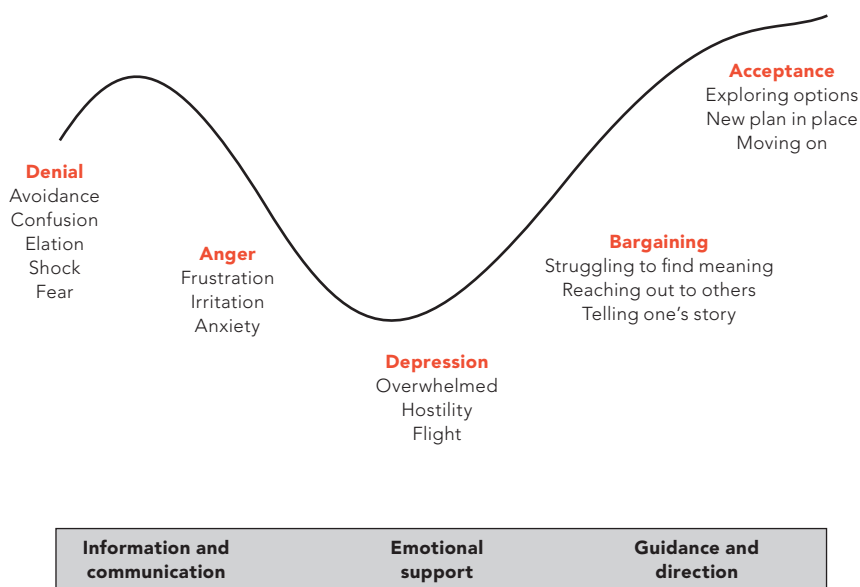 Denial
Avoidance
Confusion
Elation
Shock
Fear
Anger
Frustration
Irritation
Anxiety
Depression
Overwhelmed
Hostility
Flight
Bargaining
Struggling to find meaning
Reaching out to others
Telling one's story
Acceptance
Exploring options
New plan in place
Moving on
Information and
communication
Emotional
support
Guidance and
direction